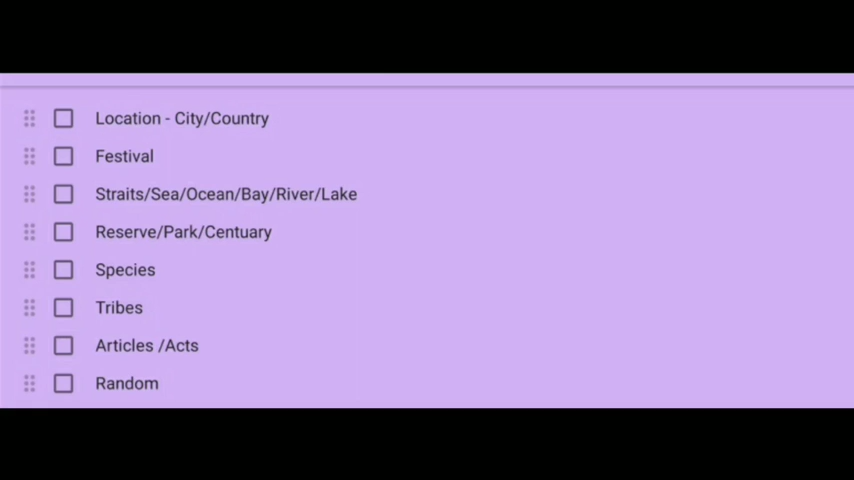 Location - City/Country
Festival
Straits/Sea/Ocean/Bay/River/Lake
Reserve/Park/Centuary
Species
Tribes
Articles /Acts
Random